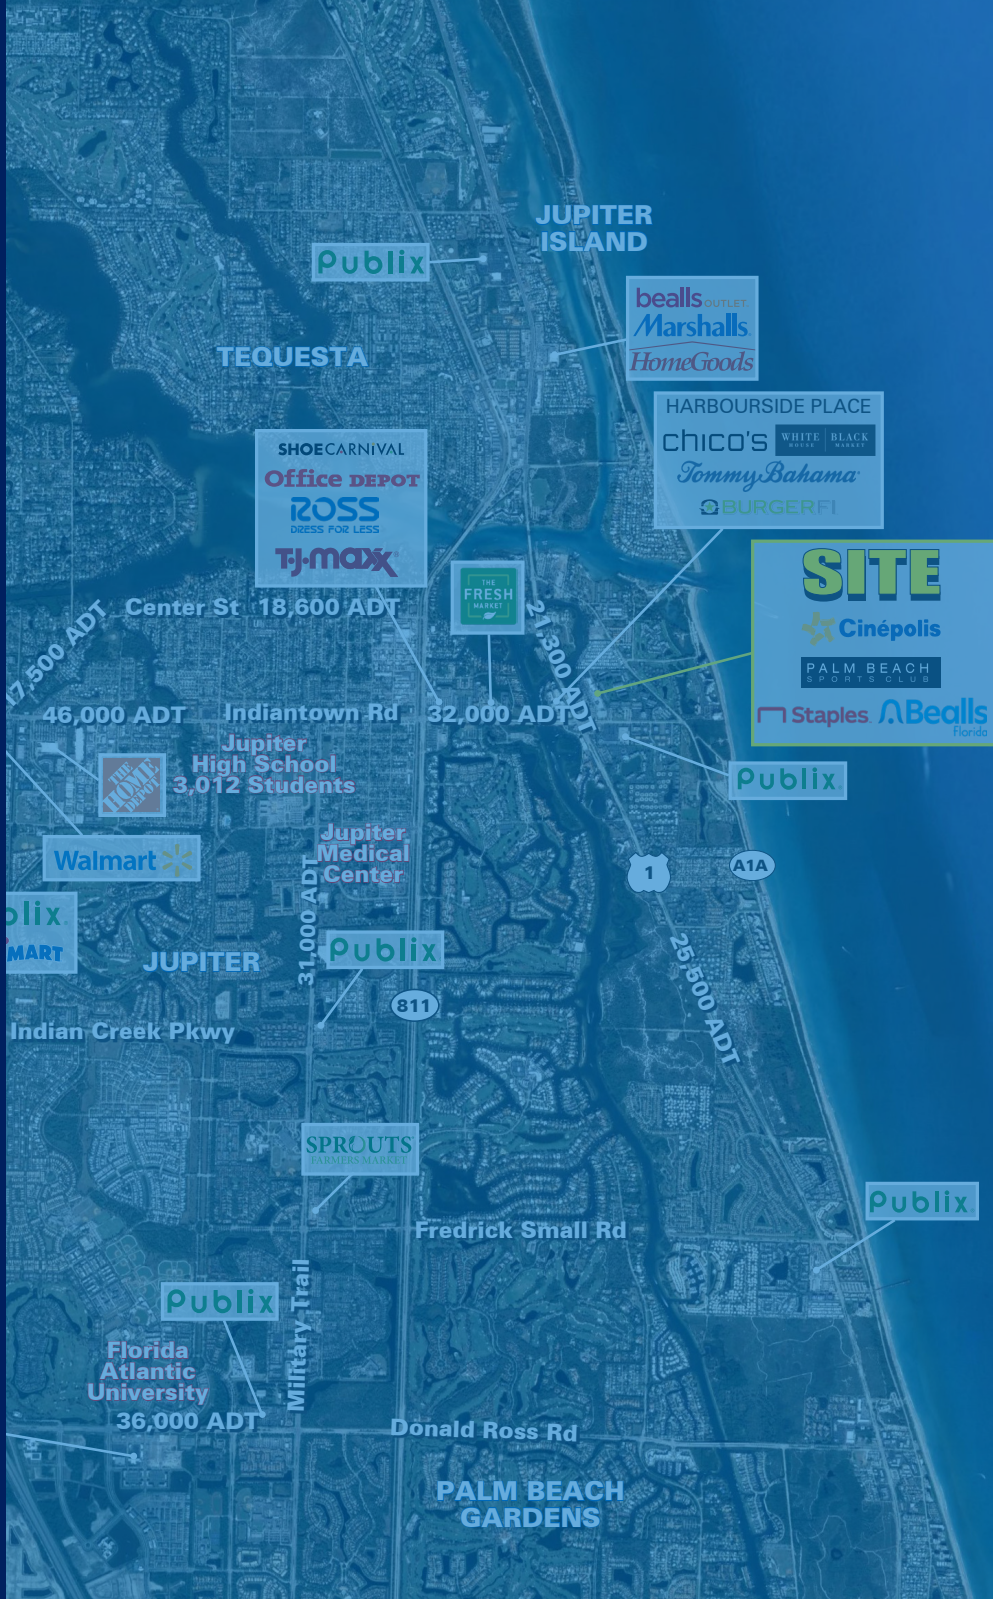 JUPITER
ISLAND
Publix
bealls OUTLET
Marshalls.
HomeGoods
TEQUESTA
HARBOURSIDE PLACE
chico's
WHITE HOUSE | BLACK MARKET
Tommy Bahama
BURGERFI
SHOE CARNIVAL
Office DEPOT
ROSS
DRESS FOR LESS
T·J·maxx
SITE
Cinépolis
PALM BEACH
SPORTS CLUB
Staples.
Bealls
Florida
THE
FRESH
MARKET
Center St 18,600 ADT
17,500 ADT
21,300 ADT
46,000 ADT
Indiantown Rd
32,000 ADT
Jupiter
High School
3,012 Students
THE
HOME
DEPOT
Publix
Jupiter
Medical
Center
Walmart
1
A1A
31,000 ADT
blix
MART
JUPITER
Publix
25,500 ADT
811
Indian Creek Pkwy
SPROUTS
FARMERS MARKET
Publix
Fredrick Small Rd
Military Trail
Publix
Florida
Atlantic
University
36,000 ADT
Donald Ross Rd
PALM BEACH
GARDENS